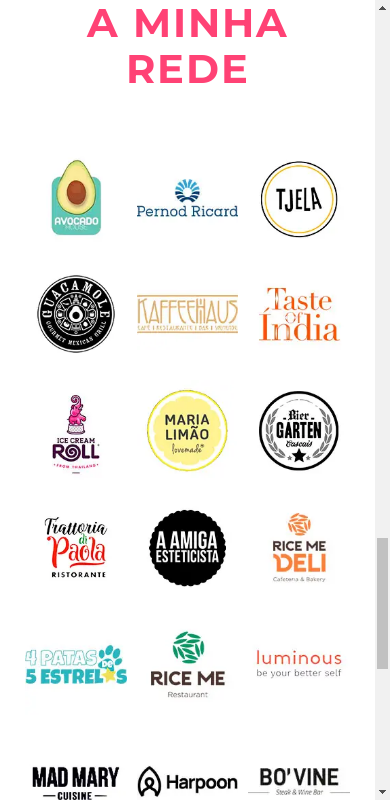 A MINHA
REDE
AVOCADO
HOUSE
Pernod Ricard
TJELA
GUACAMOLE
GOURMET MEXICAN GRILL
KAFFEEHAUS
CAFÉ | RESTAURANTE | BAR |
Taste
OF
India
ICE CREAM
ROLL
FROM THAILAND
MARIA
LIMÃO
lovemade
Bier
GARTEN
Cascais
Trattoria
di
Paola
RISTORANTE
A AMIGA
ESTETICISTA
RICE ME
DELI
Cafeteria & Bakery
4 PATAS DE
5 ESTRELAS
RICE ME
Restaurant
luminous
be your better self
MAD MARY
CUISINE
Harpoon
BO'VINE
Steak & Wine Bar